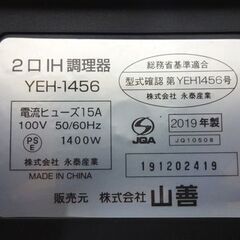 2口IH調理器
YEH-1456
電流ヒューズ15A
100V 50/60Hz
PS
E
1400W
株式会社 永泰産業
MADE IN CHINA
総務省基準適合
型式確認 第YEH1456号
株式会社 永泰産業
JQA
2019年製
JQ10508
191202419
販売元 株式会社 山善